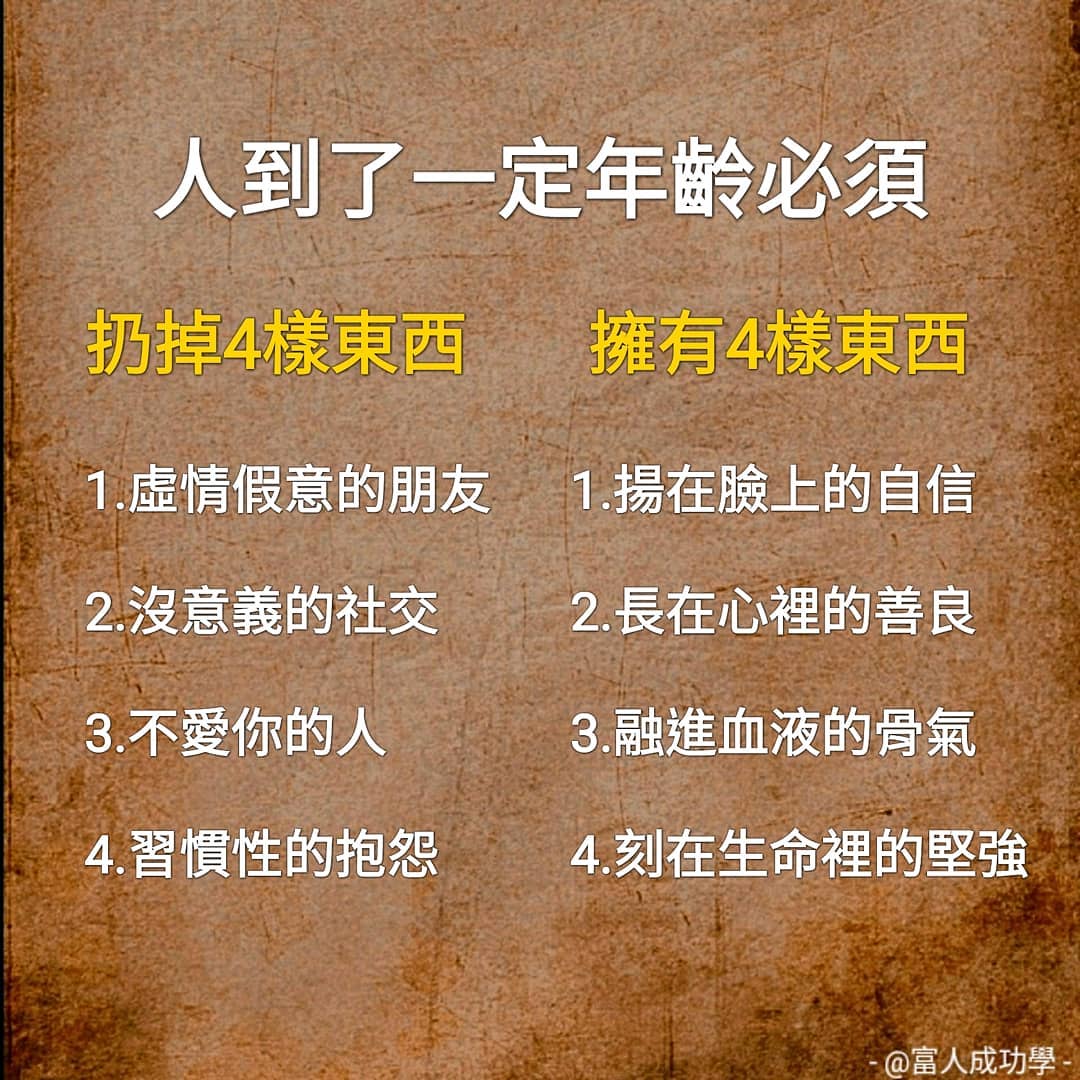 人到了一定年齡必須
扔掉4樣東西
1.虛情假意的朋友
2.沒意義的社交
3.不愛你的人
4.習慣性的抱怨
擁有4樣東西
1.揚在臉上的自信
2.長在心裡的善良
3.融進血液的骨氣
4.刻在生命裡的堅強
- @富人成功學 -